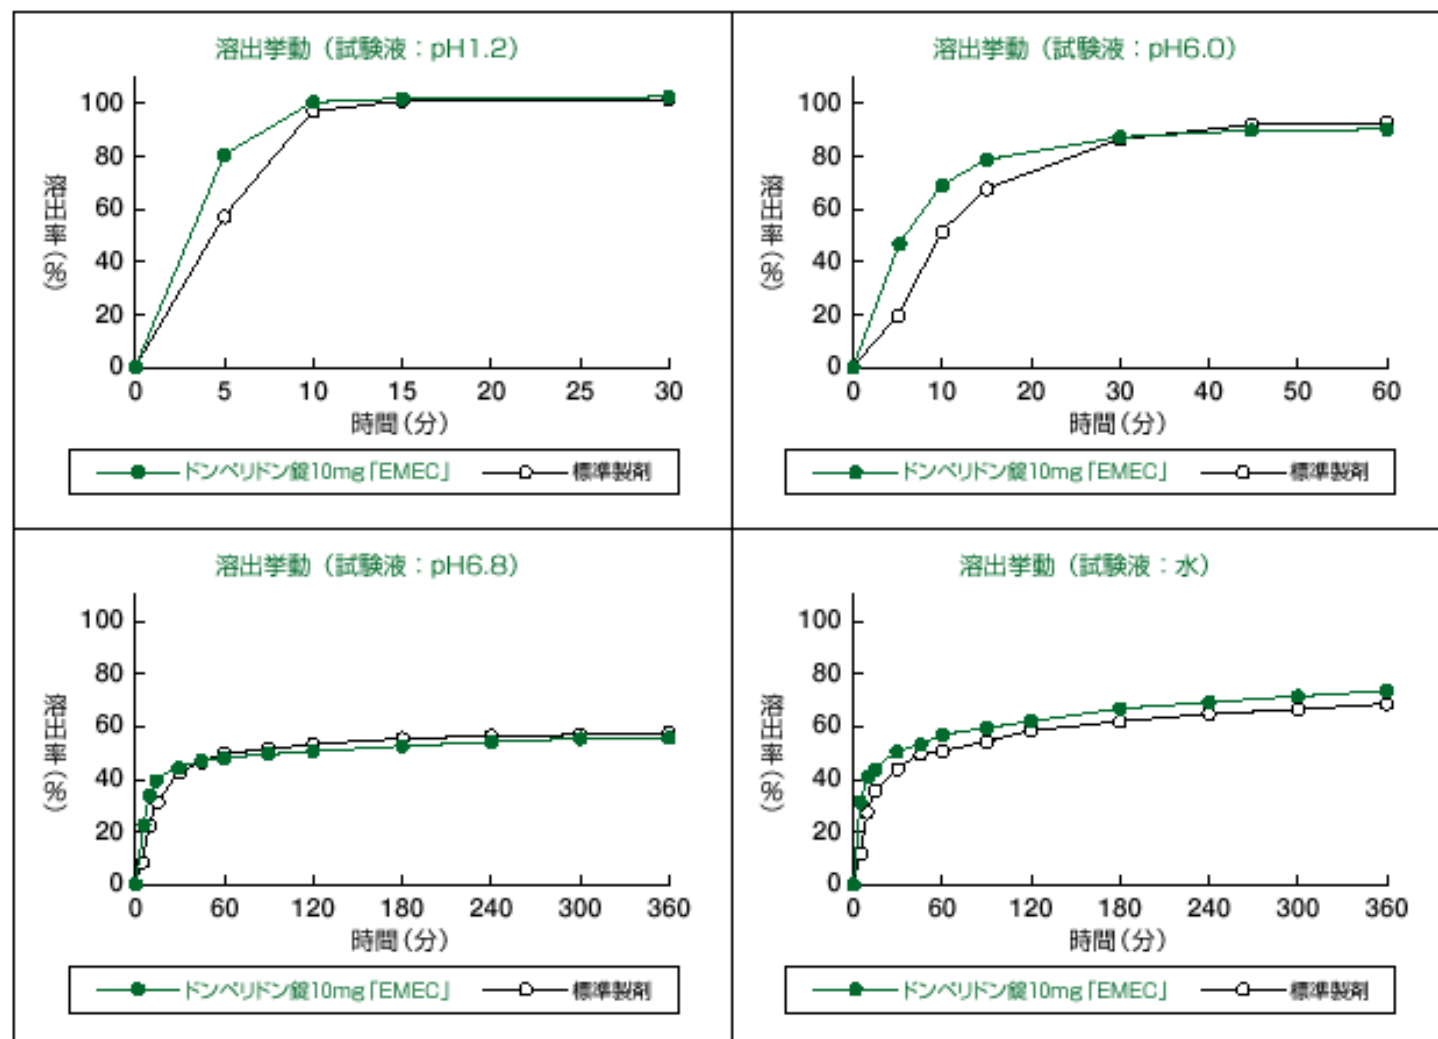 溶出挙動（試験液：pH1.2）
溶出率(%)
100
80
60
40
20
0
0 5 10 15 20 25 30
時間(分)
ドンペリドン錠10mg「EMEC」 標準製剤
溶出挙動（試験液：pH6.0）
溶出率(%)
100
80
60
40
20
0
0 10 20 30 40 50 60
時間(分)
ドンペリドン錠10mg「EMEC」 標準製剤
溶出挙動（試験液：pH6.8）
溶出率(%)
100
80
60
40
20
0
0 60 120 180 240 300 360
時間(分)
ドンペリドン錠10mg「EMEC」 標準製剤
溶出挙動（試験液：水）
溶出率(%)
100
80
60
40
20
0
0 60 120 180 240 300 360
時間(分)
ドンペリドン錠10mg「EMEC」 標準製剤